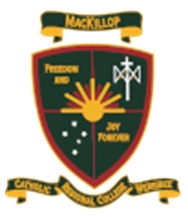 MACKILLOP
FREEDOM
AND
JOY
FOREVER
CATHOLIC REGIONAL COLLEGE WERRIBEE